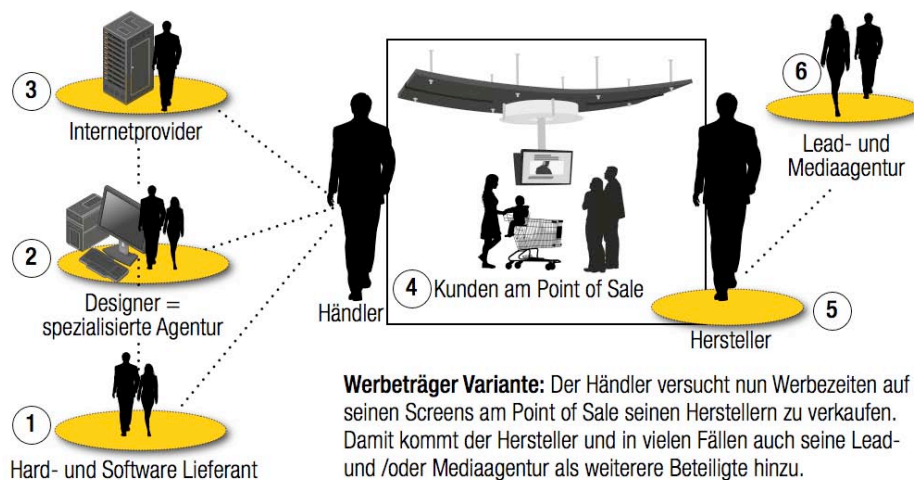 3
Internetprovider
2
Designer =
spezialisierte Agentur
1
Hard- und Software Lieferant
Händler
4
Kunden am Point of Sale
5
Hersteller
6
Lead- und
Mediaagentur
Werbeträger Variante: Der Händler versucht nun Werbezeiten auf
seinen Screens am Point of Sale seinen Herstellern zu verkaufen.
Damit kommt der Hersteller und in vielen Fällen auch seine Lead-
und /oder Mediaagentur als weiterere Beteiligte hinzu.